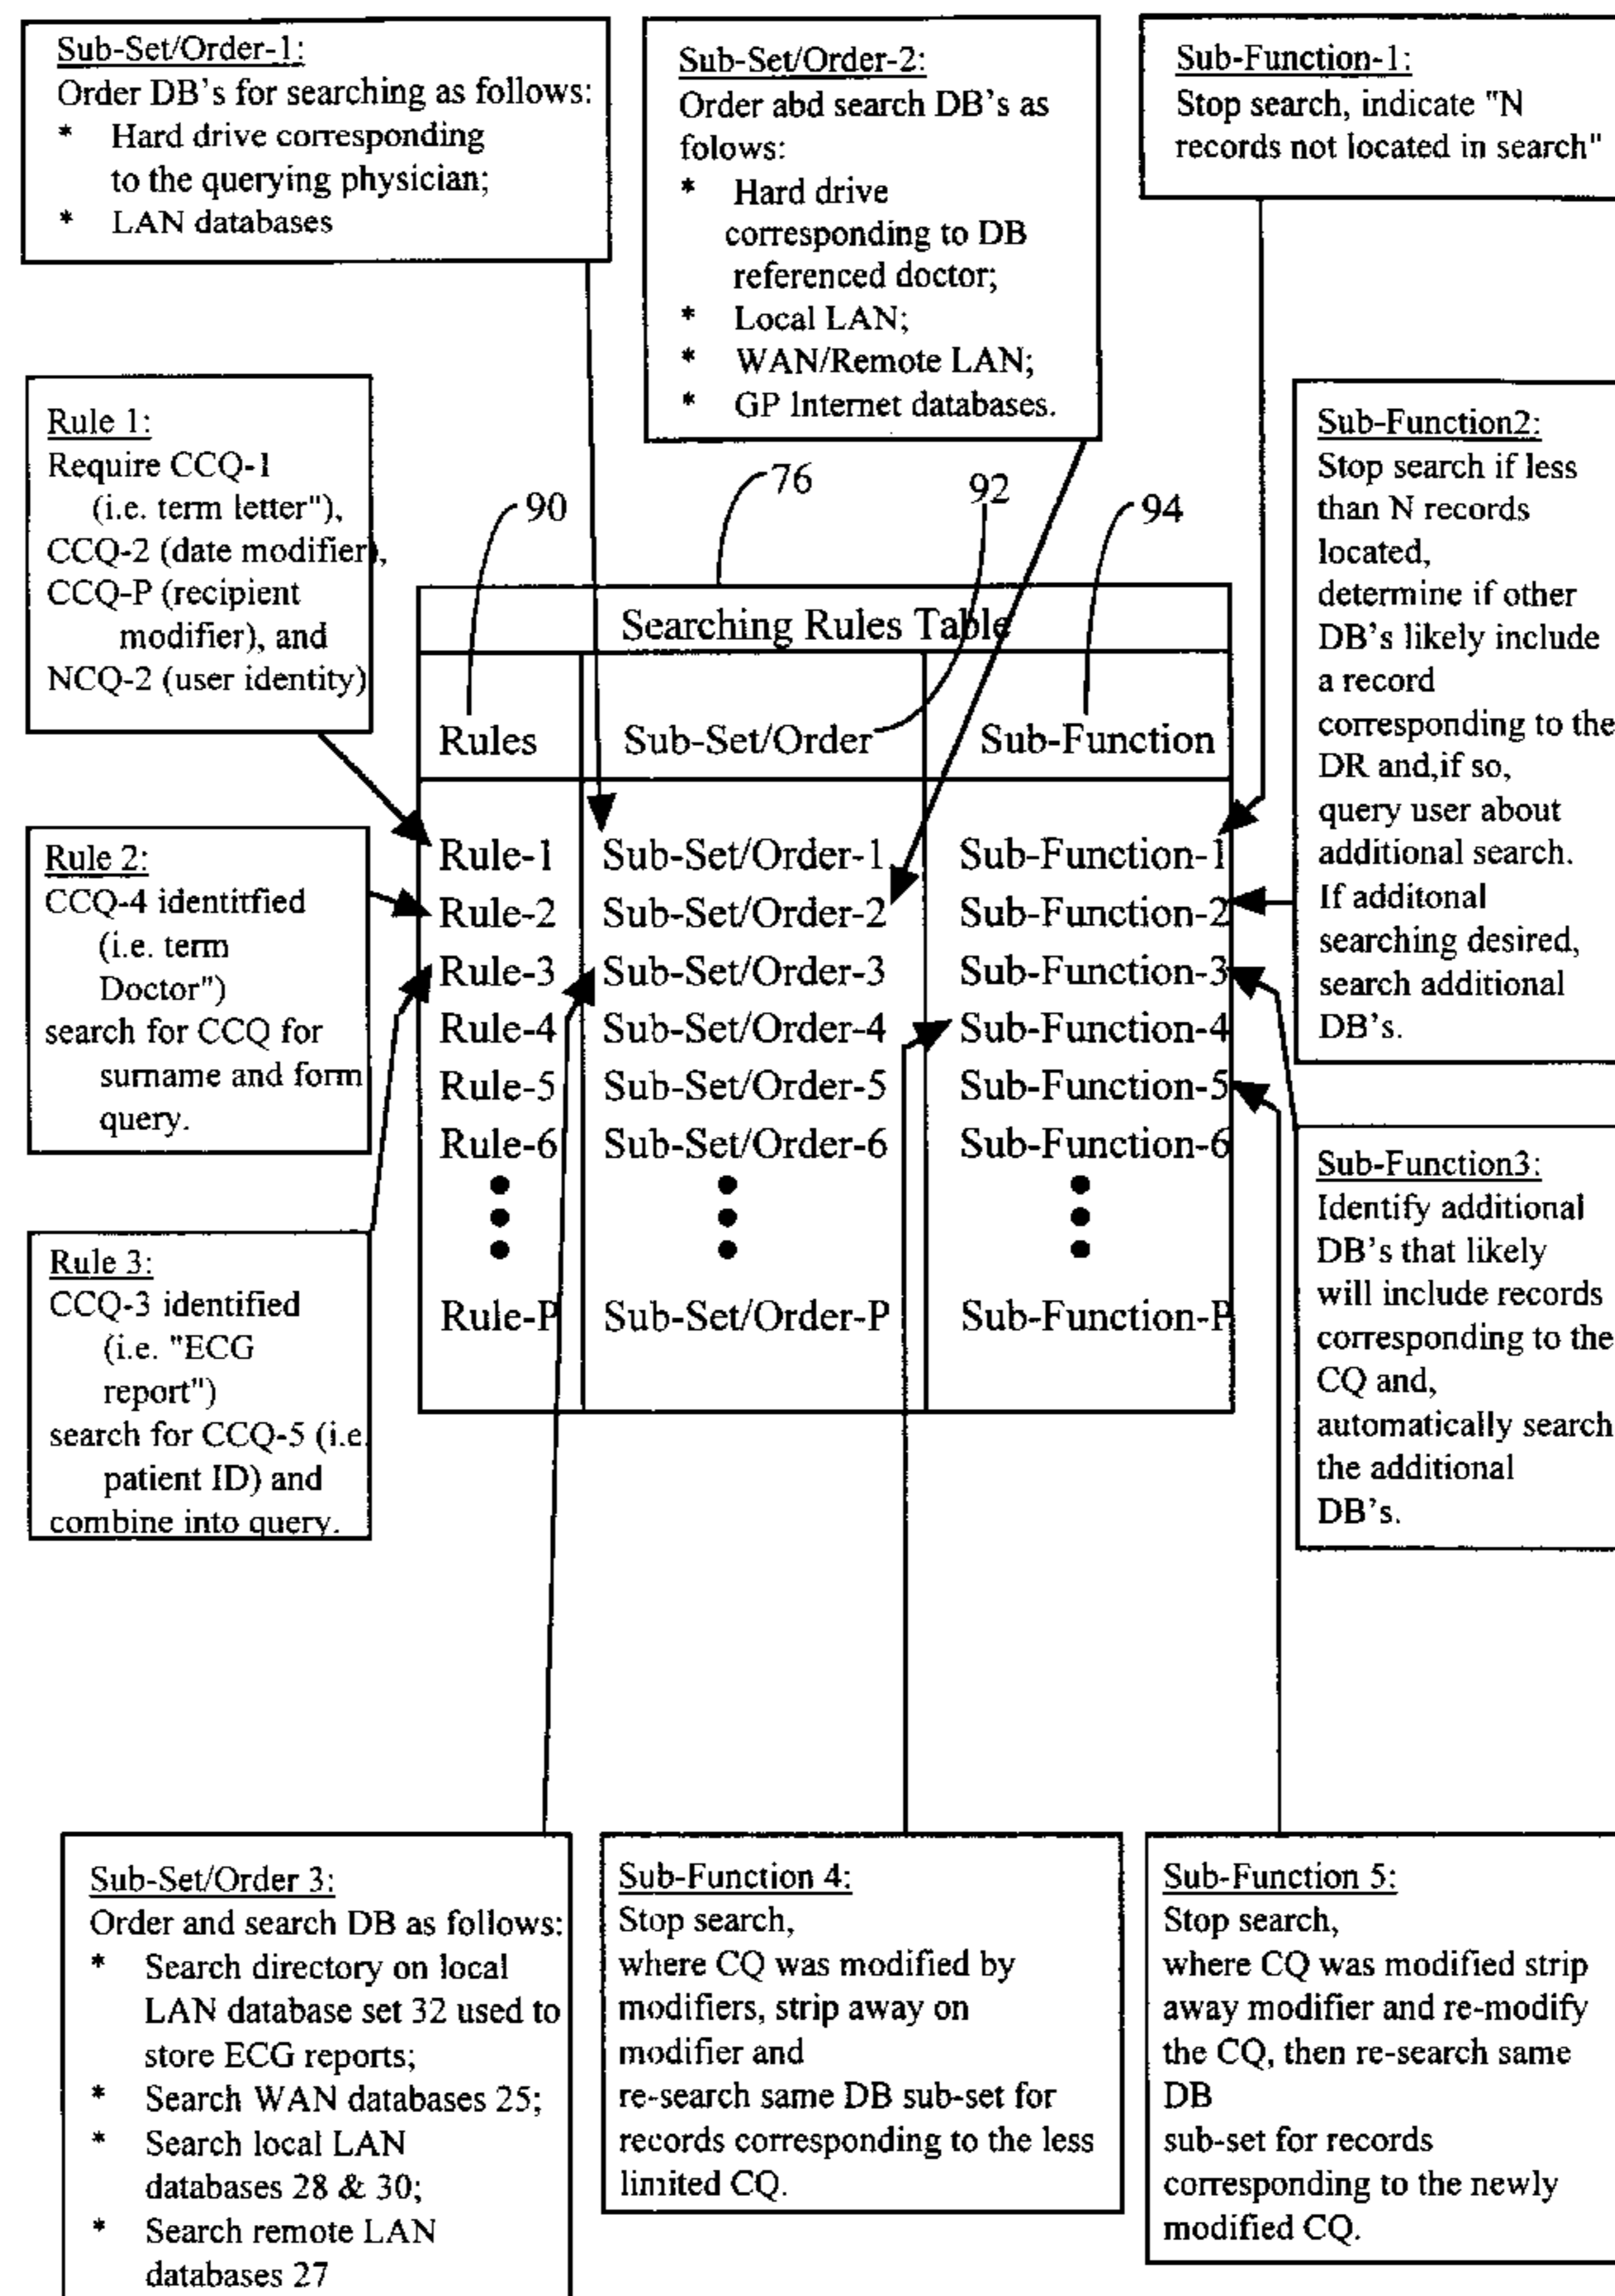 Sub-Set/Order-1:
Order DB's for searching as follows:
* Hard drive corresponding
to the querying physician;
* LAN databases
Sub-Set/Order-2:
Order abd search DB's as
folows:
* Hard drive
corresponding to DB
referenced doctor;
* Local LAN;
* WAN/Remote LAN;
* GP Internet databases.
Sub-Function-1:
Stop search, indicate "N
records not located in search"
Rule 1:
Require CCQ-1
(i.e. term letter"),
CCQ-2 (date modifier),
CCQ-P (recipient
modifier), and
NCQ-2 (user identity)
90
76
92
94
Sub-Function2:
Stop search if less
than N records
located,
determine if other
DB's likely include
a record
corresponding to the
DR and,if so,
query user about
additional search.
If additonal
searching desired,
search additional
DB's.
Searching Rules Table
Rules Sub-Set/Order Sub-Function
Rule-1 Sub-Set/Order-1 Sub-Function-1
Rule-2 Sub-Set/Order-2 Sub-Function-2
Rule-3 Sub-Set/Order-3 Sub-Function-3
Rule-4 Sub-Set/Order-4 Sub-Function-4
Rule-5 Sub-Set/Order-5 Sub-Function-5
Rule-6 Sub-Set/Order-6 Sub-Function-6
Rule-P Sub-Set/Order-P Sub-Function-P
Rule 2:
CCQ-4 identitfied
(i.e. term
Doctor")
search for CCQ for
surname and form
query.
Rule 3:
CCQ-3 identified
(i.e. "ECG
report")
search for CCQ-5 (i.e.
patient ID) and
combine into query.
Sub-Function3:
Identify additional
DB's that likely
will include records
corresponding to the
CQ and,
automatically search
the additional
DB's.
Sub-Set/Order 3:
Order and search DB as follows:
* Search directory on local
LAN database set 32 used to
store ECG reports;
* Search WAN databases 25;
* Search local LAN
databases 28 & 30;
* Search remote LAN
databases 27
Sub-Function 4:
Stop search,
where CQ was modified by
modifiers, strip away on
modifier and
re-search same DB sub-set for
records corresponding to the less
limited CQ.
Sub-Function 5:
Stop search,
where CQ was modified strip
away modifier and re-modify
the CQ, then re-search same
DB
sub-set for records
corresponding to the newly
modified CQ.